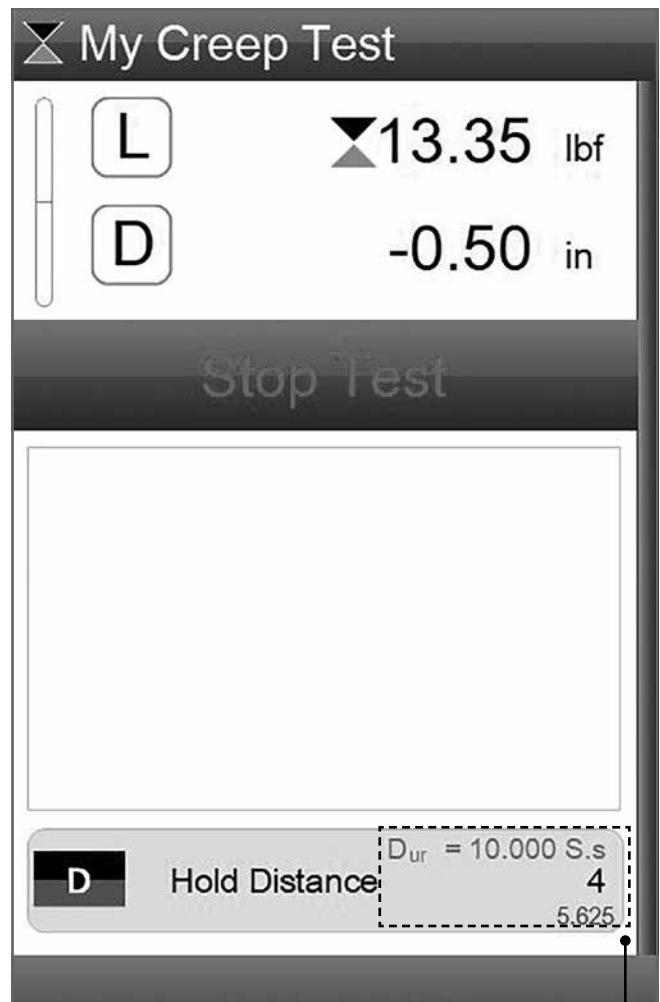 My Creep Test
L 13.35 lbf
D -0.50 in
Stop Test
Dur = 10.000 S.s
D Hold Distance 4
5.625